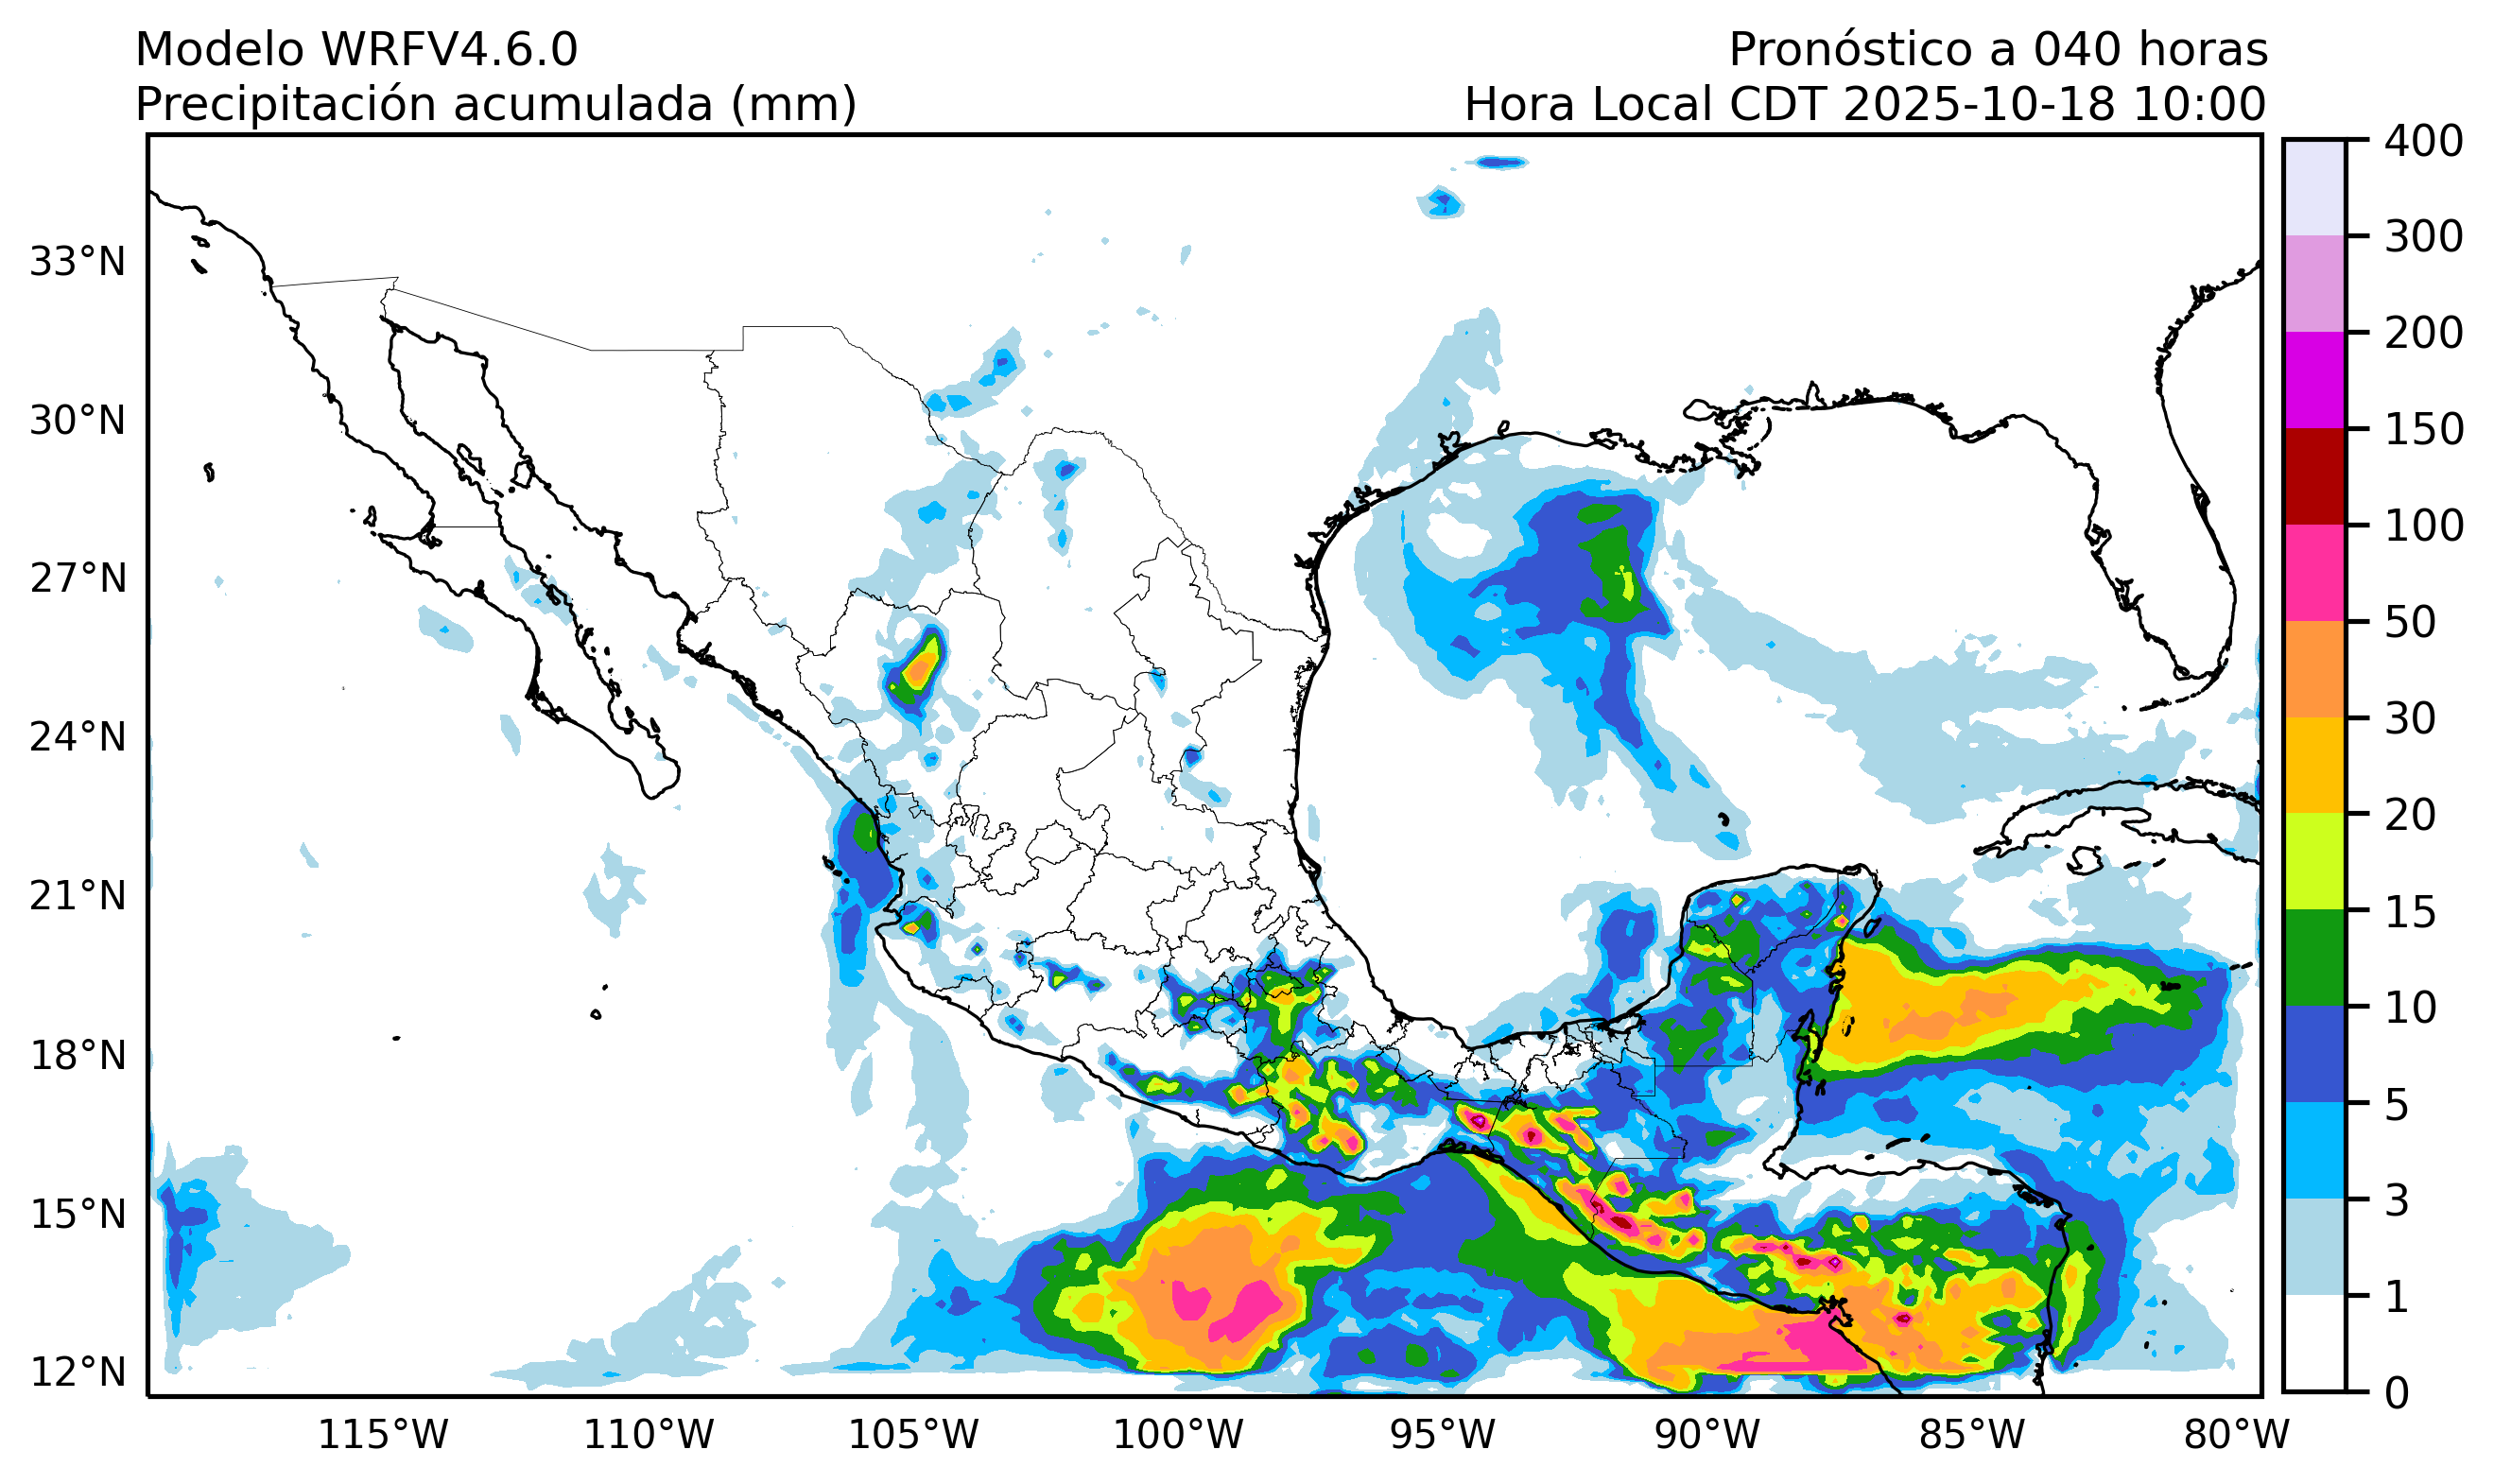 Modelo WRFV4.6.0
Pronóstico a 040 horas
Precipitación acumulada (mm)
Hora Local CDT 2025-10-18 10:00
33°N
30°N
27°N
24°N
21°N
18°N
15°N
12°N
115°W
110°W
105°W
100°W
95°W
90°W
85°W
80°W
400
300
200
150
100
50
30
20
15
10
5
3
1
0